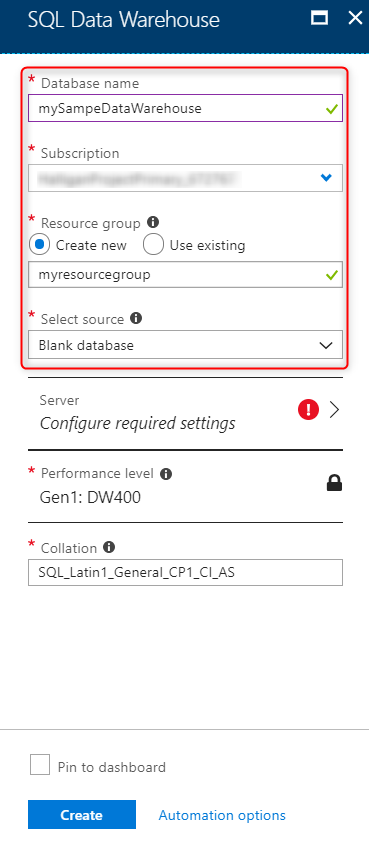 SQL Data Warehouse
* Database name
mySampeDataWarehouse
* Subscription
* Resource group
Create new Use existing
myresourcegroup
* Select source
Blank database
Server
Configure required settings
* Performance level
Gen1: DW400
* Collation
SQL_Latin1_General_CP1_CI_AS
Pin to dashboard
Create Automation options